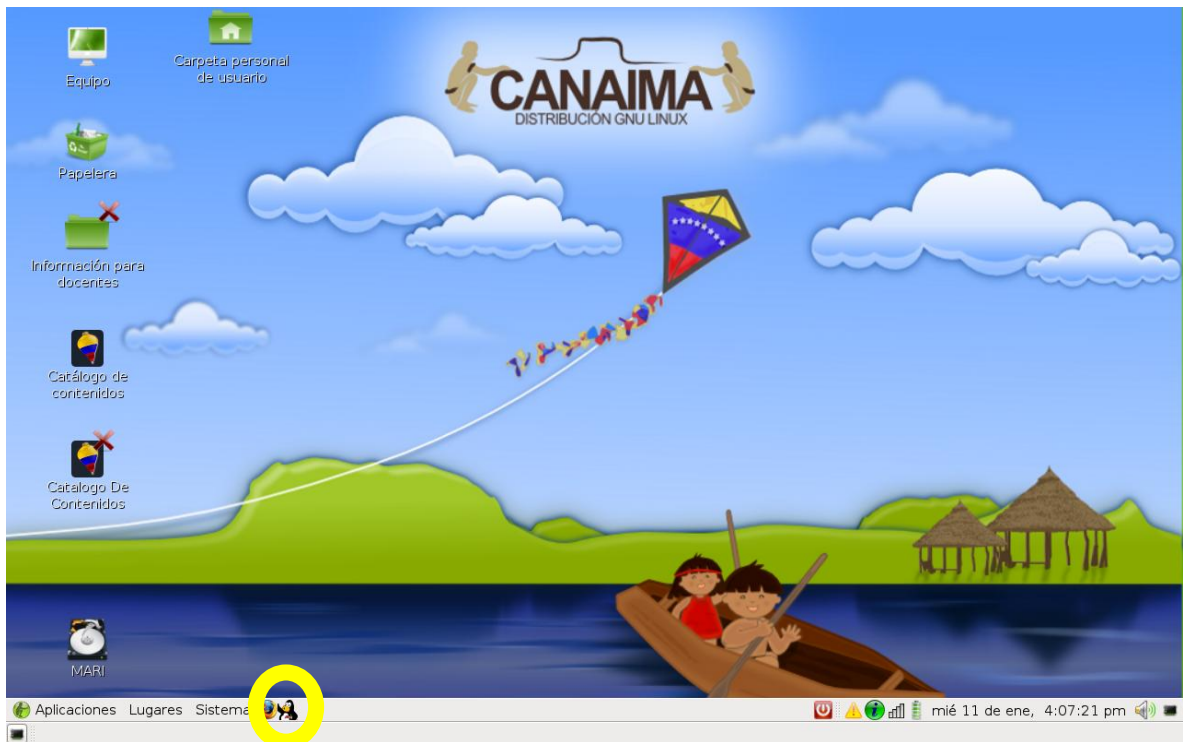 Equipo
Carpeta personal
de usuario
CANAIMA
DISTRIBUCIÓN GNU LINUX
Papelera
Información para
docentes
Catálogo de
contenidos
Catalogo De
Contenidos
MARI
Aplicaciones Lugares Sistema
mié 11 de ene, 4:07:21 pm